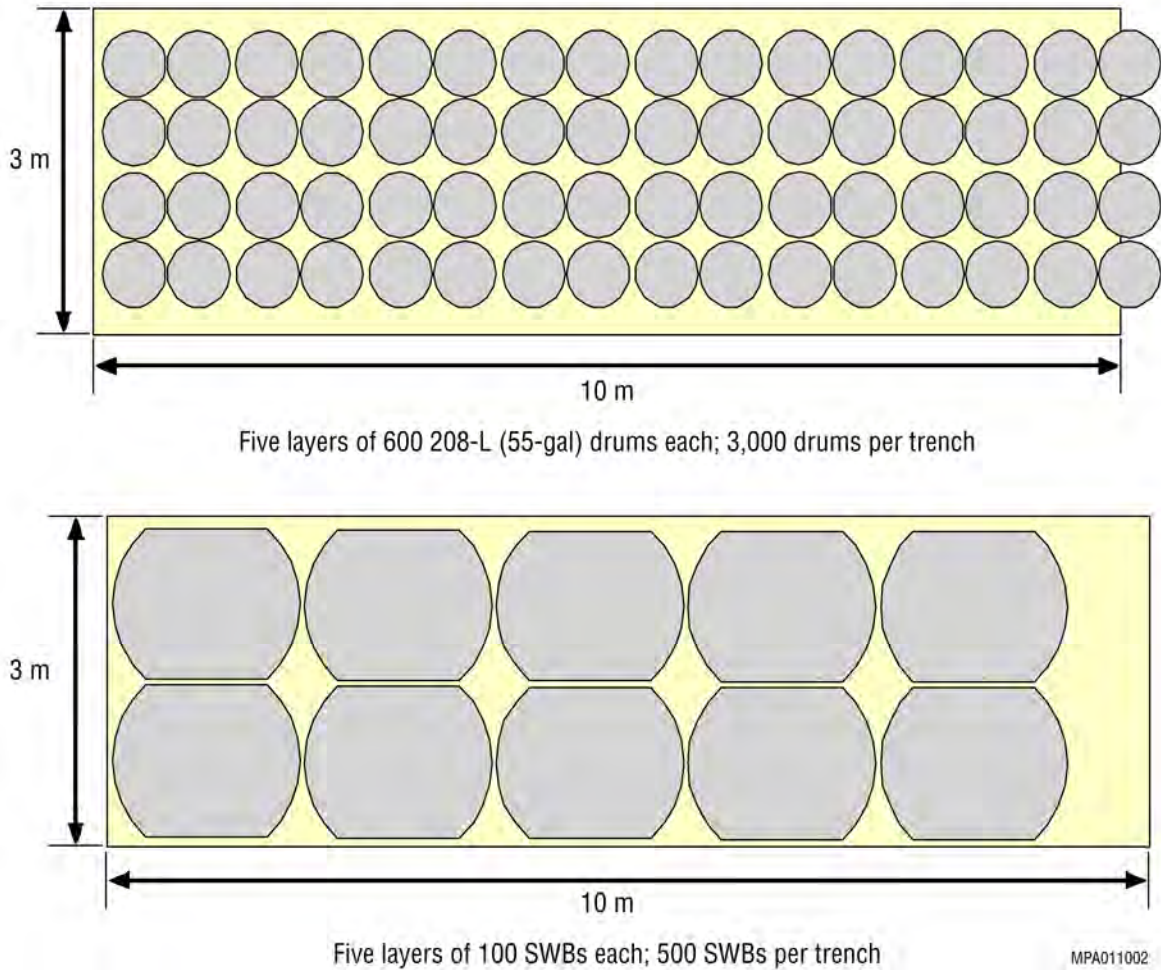 3 m
10 m
Five layers of 600 208-L (55-gal) drums each; 3,000 drums per trench
3 m
10 m
Five layers of 100 SWBs each; 500 SWBs per trench
MPA011002